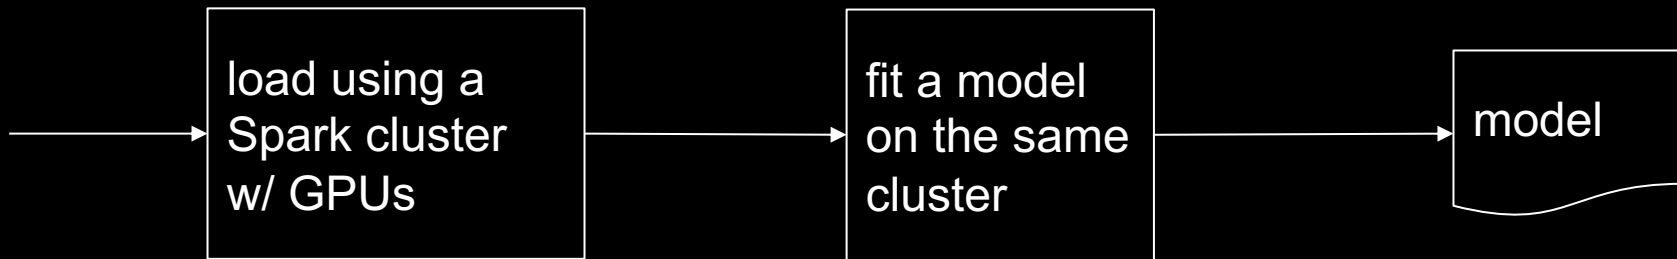 load using a
Spark cluster
w/ GPUs
fit a model
on the same
cluster
model